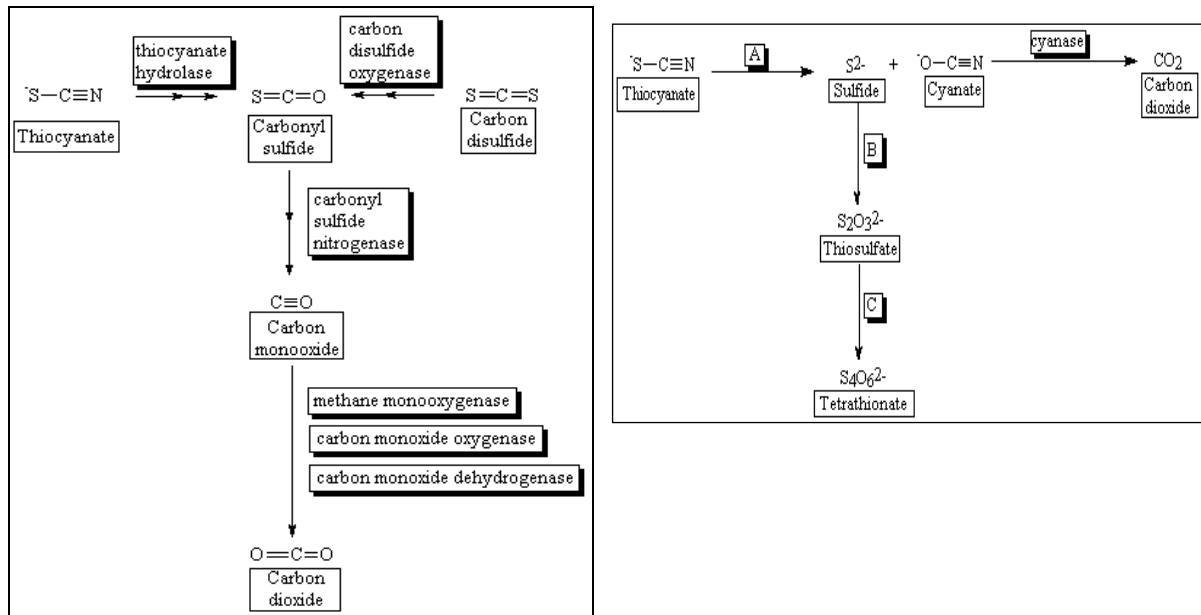 thiocyanate
hydrolase
carbon
disulfide
oxygenase
-S–C≡N
S=C=O
S=C=S
Thiocyanate
Carbonyl
sulfide
Carbon
disulfide
carbonyl
sulfide
nitrogenase
C≡O
Carbon
monooxide
methane monooxygenase
carbon monoxide oxygenase
carbon monoxide dehydrogenase
O=C=O
Carbon
dioxide
-S–C≡N
A
S2- + -O–C≡N
cyanase
CO2
Thiocyanate
Sulfide
Cyanate
Carbon
dioxide
B
S2O32-
Thiosulfate
C
S4O62-
Tetrathionate